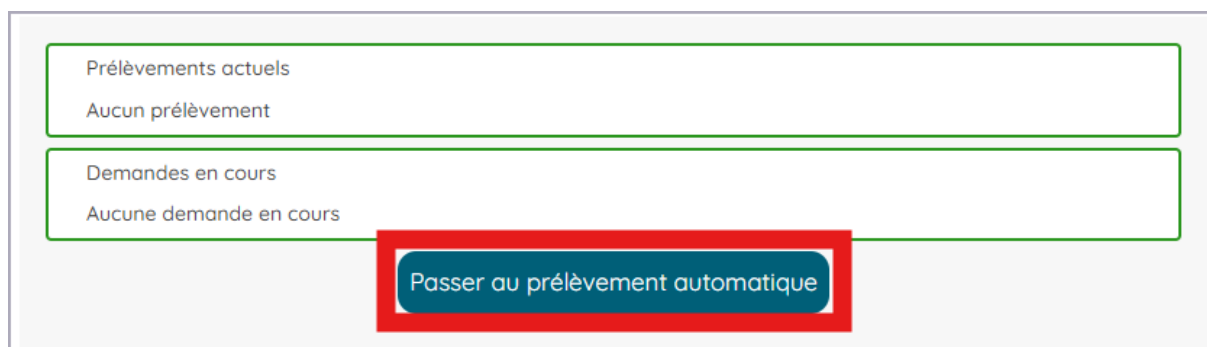 Prélèvements actuels
Aucun prélèvement
Demandes en cours
Aucune demande en cours
Passer au prélèvement automatique